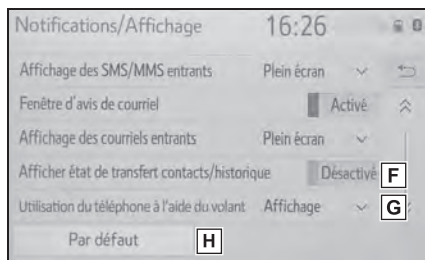 Notifications/Affichage 16:26
Affichage des SMS/MMS entrants Plein écran
Fenêtre d'avis de courriel Activé
Affichage des courriels entrants Plein écran
Afficher état de transfert contacts/historique Désactivé F
Utilisation du téléphone à l'aide du volant Affichage G
Par défaut H